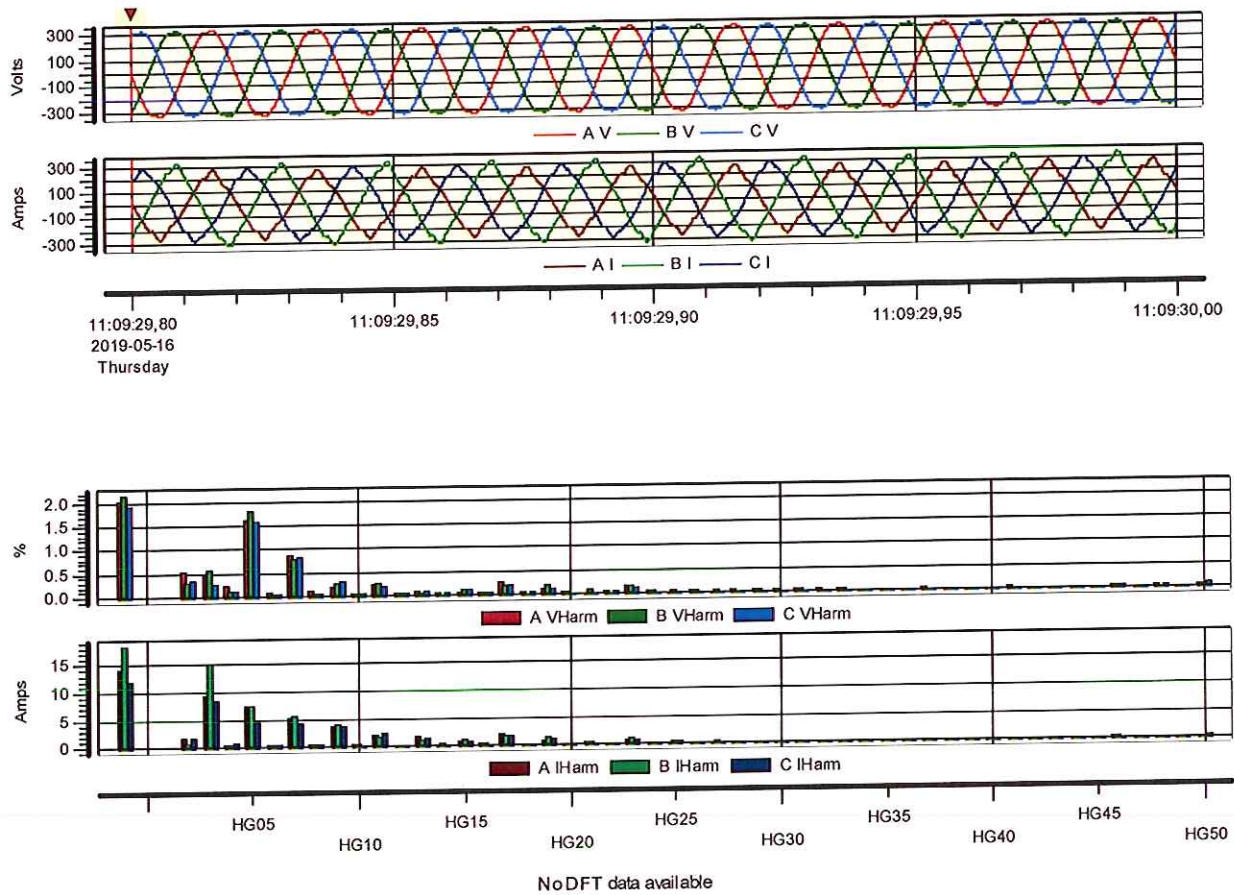 Volts
300
100
-100
-300
A V B V C V
Amps
300
100
-100
-300
A I B I C I
11:09:29,80 11:09:29,85 11:09:29,90 11:09:29,95 11:09:30,00
2019-05-16
Thursday
%
2.0
1.5
1.0
0.5
0.0
A VHarm B VHarm C VHarm
Amps
15
10
5
0
A IHarm B IHarm C IHarm
HG05 HG15 HG25 HG35 HG45
HG10 HG20 HG30 HG40 HG50
No DFT data available